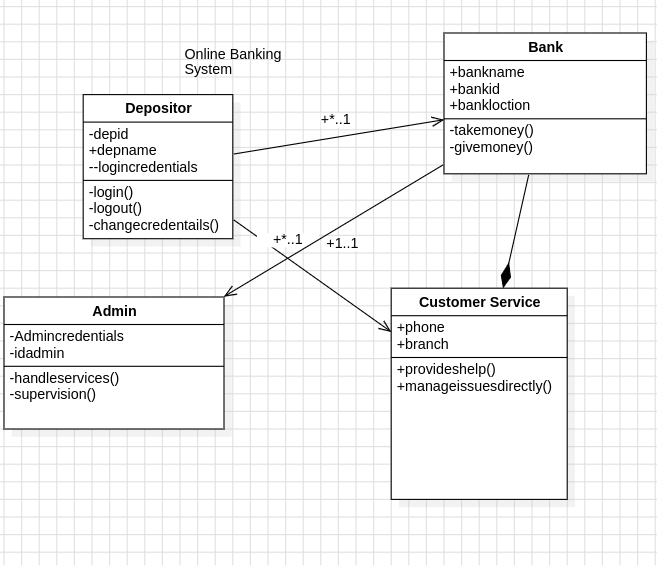 Online Banking
System
Bank
+bankname
+bankid
+bankloction
-takemoney()
-givemoney()
Depositor
-depid
+depname
--logincredentials
-login()
-logout()
-changecredentails()
+*..1
+*..1
+1..1
Admin
-Admincredentials
-idadmin
-handleservices()
-supervision()
Customer Service
+phone
+branch
+provideshelp()
+manageissuesdirectly()